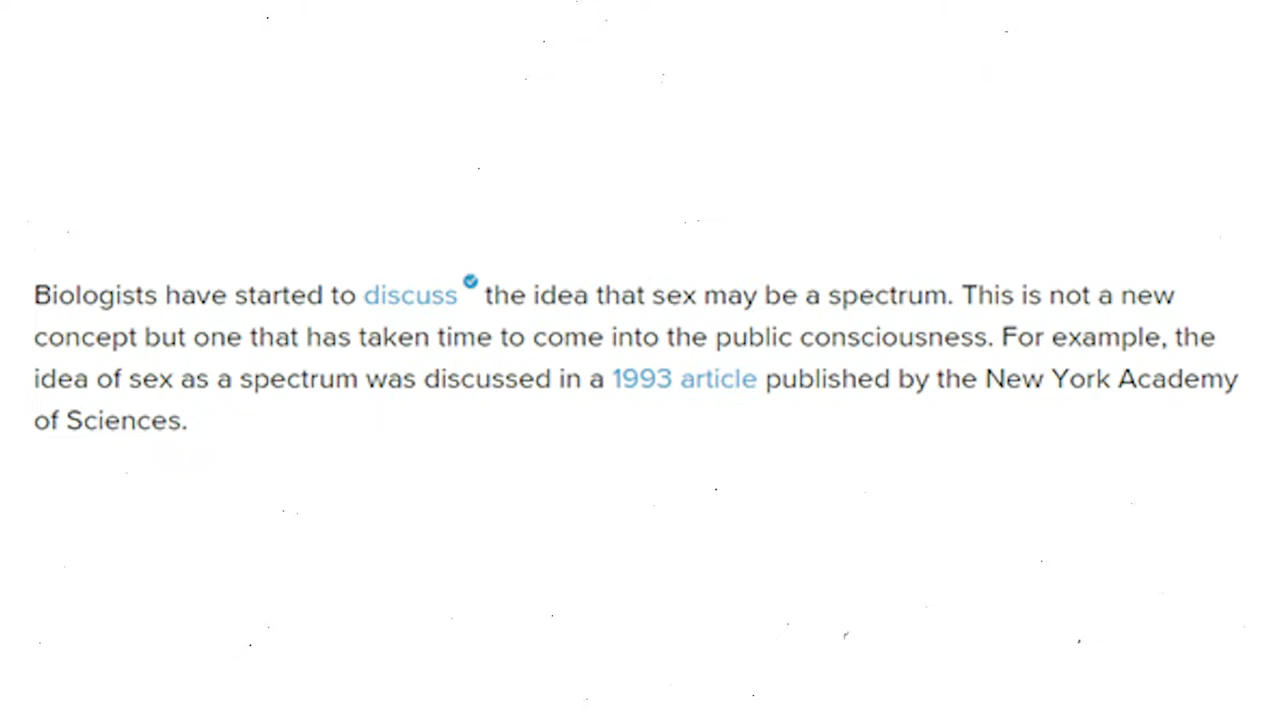 Biologists have started to discuss the idea that sex may be a spectrum. This is not a new
concept but one that has taken time to come into the public consciousness. For example, the
idea of sex as a spectrum was discussed in a 1993 article published by the New York Academy
of Sciences.